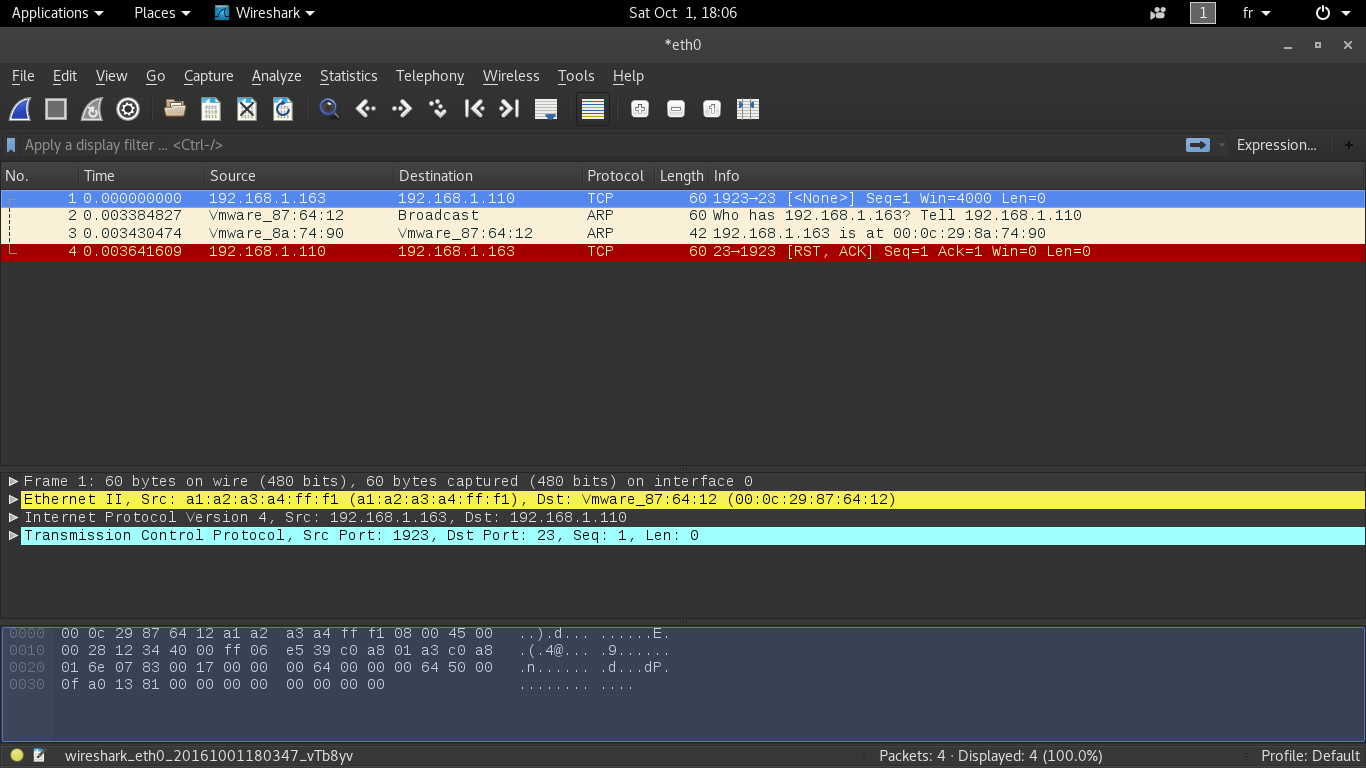 Applications Places Wireshark Sat Oct 1, 18:06 1 fr
*eth0
File Edit View Go Capture Analyze Statistics Telephony Wireless Tools Help
Apply a display filter ... <Ctrl-/> Expression... +
No. Time Source Destination Protocol Length Info
1 0.000000000 192.168.1.163 192.168.1.110 TCP 60 1923→23 [<None>] Seq=1 Win=4000 Len=0
2 0.003384827 Vmware_87:64:12 Broadcast ARP 60 Who has 192.168.1.163? Tell 192.168.1.110
3 0.003430474 Vmware_8a:74:90 Vmware_87:64:12 ARP 42 192.168.1.163 is at 00:0c:29:8a:74:90
4 0.003641609 192.168.1.110 192.168.1.163 TCP 60 23→1923 [RST, ACK] Seq=1 Ack=1 Win=0 Len=0
Frame 1: 60 bytes on wire (480 bits), 60 bytes captured (480 bits) on interface 0
Ethernet II, Src: a1:a2:a3:a4:ff:f1 (a1:a2:a3:a4:ff:f1), Dst: Vmware_87:64:12 (00:0c:29:87:64:12)
Internet Protocol Version 4, Src: 192.168.1.163, Dst: 192.168.1.110
Transmission Control Protocol, Src Port: 1923, Dst Port: 23, Seq: 1, Len: 0
0000 00 0c 29 87 64 12 a1 a2 a3 a4 ff f1 08 00 45 00 ..).d... ......E.
0010 00 28 12 34 40 00 ff 06 e5 39 c0 a8 01 a3 c0 a8 .(.4@... .9......
0020 01 6e 07 83 00 17 00 00 00 64 00 00 00 64 50 00 .n...... .d...dP.
0030 0f a0 13 81 00 00 00 00 00 00 00 00 ........ ....
wireshark_eth0_20161001180347_vTb8yv Packets: 4 · Displayed: 4 (100.0%) Profile: Default